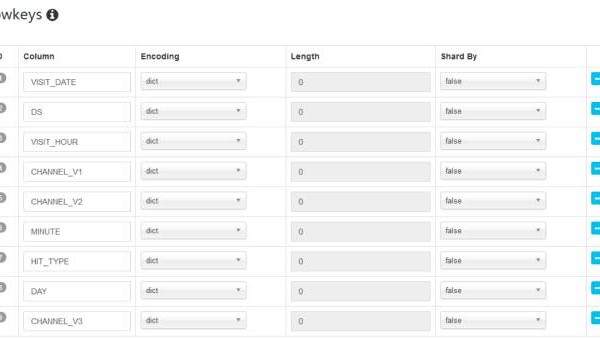 owkeys
Column Encoding Length Shard By
VISIT_DATE dict 0 false
DS dict 0 false
VISIT_HOUR dict 0 false
CHANNEL_V1 dict 0 false
CHANNEL_V2 dict 0 false
MINUTE dict 0 false
HIT_TYPE dict 0 false
DAY dict 0 false
CHANNEL_V3 dict 0 false